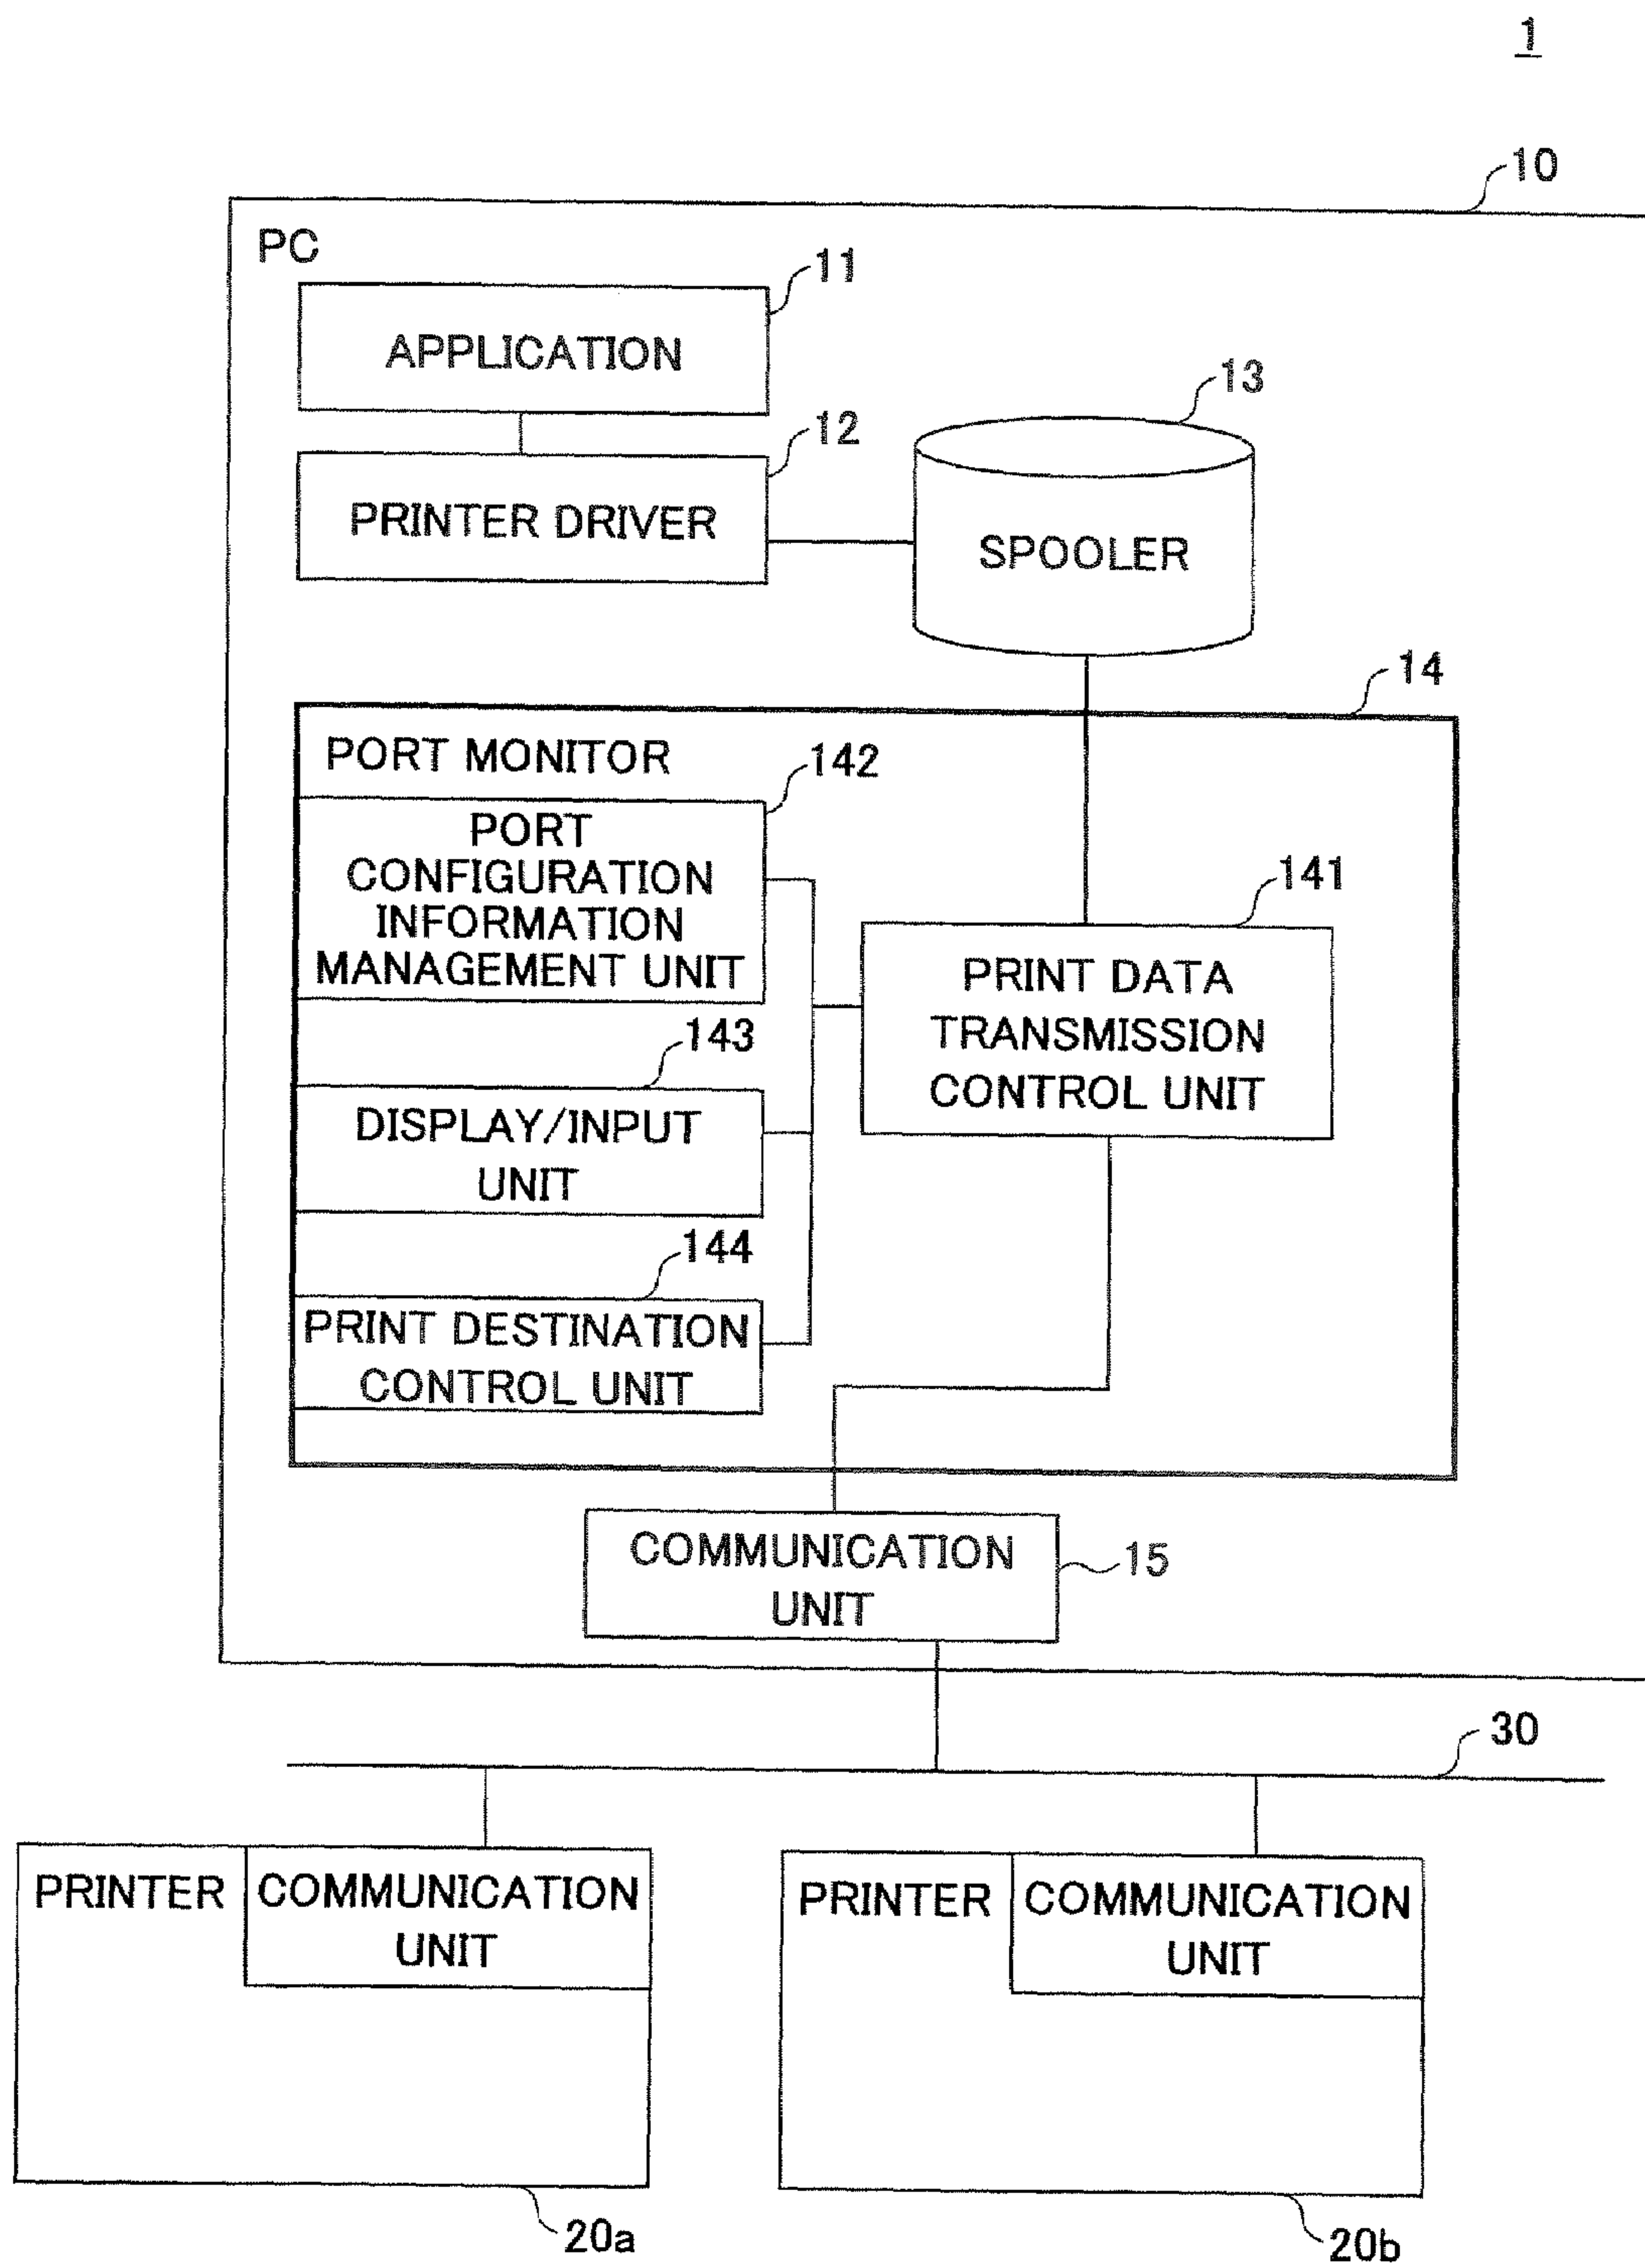 1
10
PC
11
APPLICATION
12
PRINTER DRIVER
13
SPOOLER
14
PORT MONITOR
142
PORT
CONFIGURATION
INFORMATION
MANAGEMENT UNIT
141
PRINT DATA
TRANSMISSION
CONTROL UNIT
143
DISPLAY/INPUT
UNIT
144
PRINT DESTINATION
CONTROL UNIT
COMMUNICATION
UNIT
15
30
PRINTER
COMMUNICATION
UNIT
20a
PRINTER
COMMUNICATION
UNIT
20b